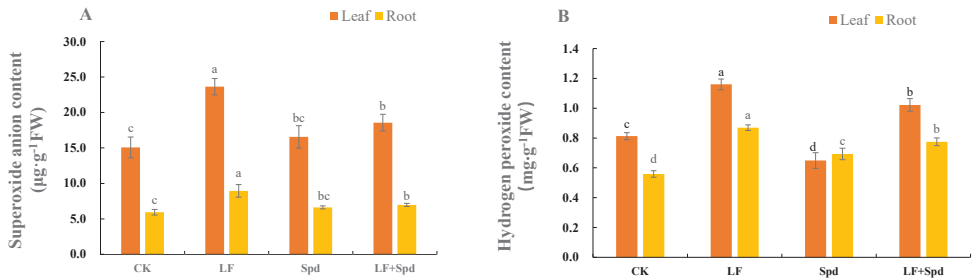 A
Leaf Root
Superoxide anion content
(μg·g⁻¹FW)
30.0
25.0
20.0
15.0
10.0
5.0
0.0
c
c
a
a
bc
bc
b
b
CK LF Spd LF+Spd
B
Leaf Root
Hydrogen peroxide content
(mg·g⁻¹FW)
1.4
1.2
1.0
0.8
0.6
0.4
0.2
0.0
c
d
a
a
d
c
b
b
CK LF Spd LF+Spd